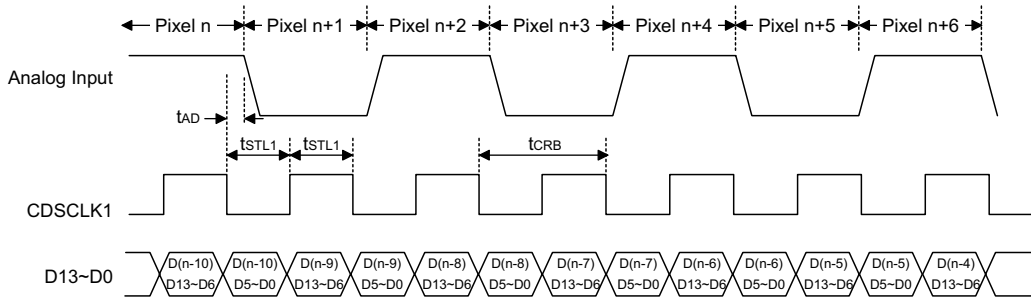 Pixel n Pixel n+1 Pixel n+2 Pixel n+3 Pixel n+4 Pixel n+5 Pixel n+6
Analog Input
tAD
tSTL1 tSTL1 tCRB
CDSCLK1
D(n-10) D(n-10) D(n-9) D(n-9) D(n-8) D(n-8) D(n-7) D(n-7) D(n-6) D(n-6) D(n-5) D(n-5) D(n-4)
D13~D0
D13~D6 D5~D0 D13~D6 D5~D0 D13~D6 D5~D0 D13~D6 D5~D0 D13~D6 D5~D0 D13~D6 D5~D0 D13~D6